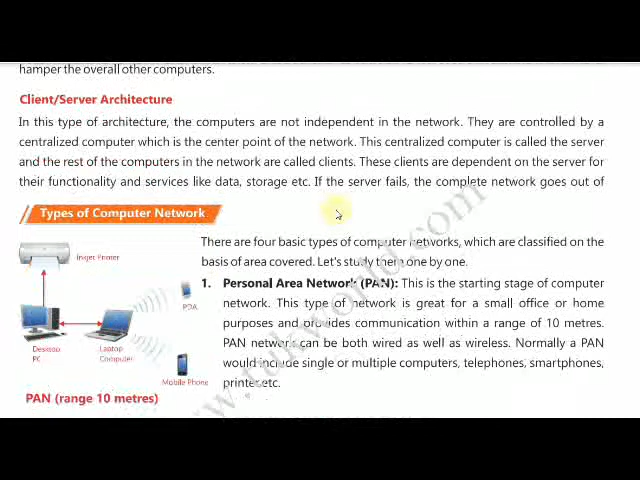 hamper the overall other computers.
Client/Server Architecture
In this type of architecture, the computers are not independent in the network. They are controlled by a
centralized computer which is the center point of the network. This centralized computer is called the server
and the rest of the computers in the network are called clients. These clients are dependent on the server for
their functionality and services like data, storage etc. If the server fails, the complete network goes out of
Types of Computer Network
There are four basic types of computer networks, which are classified on the
basis of area covered. Let's study them one by one.
1. Personal Area Network (PAN): This is the starting stage of computer
network. This type of network is great for a small office or home
purposes and provides communication within a range of 10 metres.
PAN network can be both wired as well as wireless. Normally a PAN
would include single or multiple computers, telephones, smartphones,
printer etc.
Inkjet Printer
PDA
Desktop
PC
Laptop
Computer
Mobile Phone
PAN (range 10 metres)